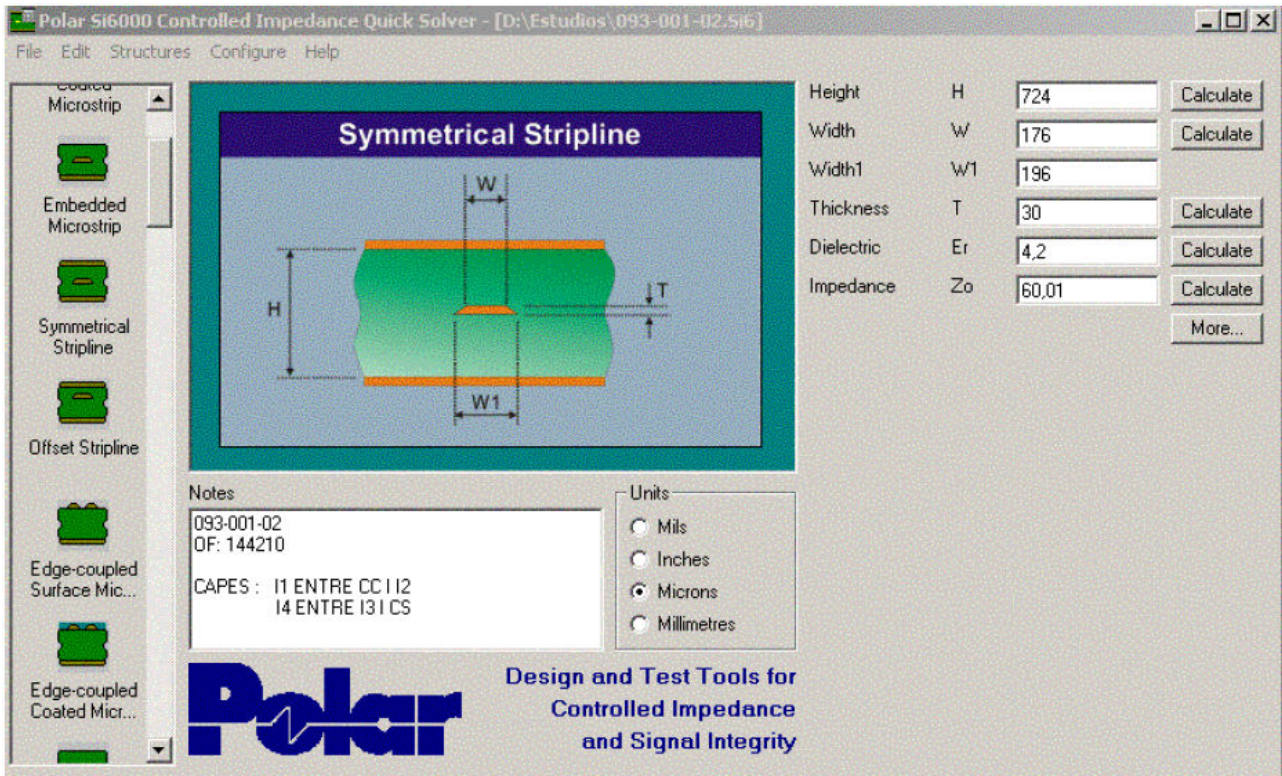 Polar Si6000 Controlled Impedance Quick Solver - [D:\Estudios\093-001-02.Si6]
File Edit Structures Configure Help
Coated
Microstrip
Embedded
Microstrip
Symmetrical
Stripline
Offset Stripline
Edge-coupled
Surface Mic...
Edge-coupled
Coated Micr...
Symmetrical Stripline
W
H
T
W1
Height H 724 Calculate
Width W 176 Calculate
Width1 W1 196
Thickness T 30 Calculate
Dielectric Er 4,2 Calculate
Impedance Zo 60,01 Calculate
More...
Notes
093-001-02
OF: 144210
CAPES : I1 ENTRE CC I I2
I4 ENTRE I3 I CS
Units
Mils
Inches
Microns
Millimetres
Polar
Design and Test Tools for
Controlled Impedance
and Signal Integrity